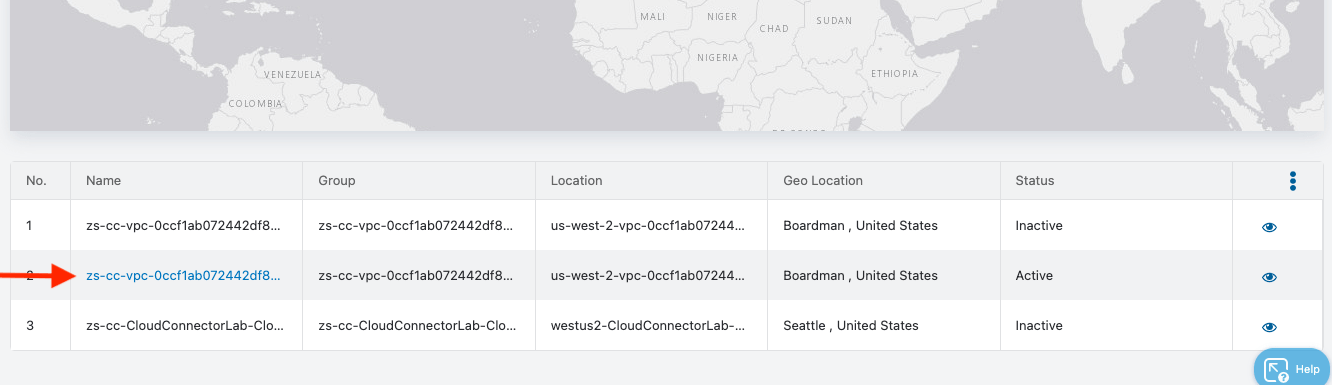 MALI
NIGER
SUDAN
CHAD
NIGERIA
ETHIOPIA
VENEZUELA
COLOMBIA
No. Name Group Location Geo Location Status
1 zs-cc-vpc-0ccf1ab072442df8... zs-cc-vpc-0ccf1ab072442df8... us-west-2-vpc-0ccf1ab07244... Boardman , United States Inactive
2 zs-cc-vpc-0ccf1ab072442df8... zs-cc-vpc-0ccf1ab072442df8... us-west-2-vpc-0ccf1ab07244... Boardman , United States Active
3 zs-cc-CloudConnectorLab-Clo... zs-cc-CloudConnectorLab-Clo... westus2-CloudConnectorLab-... Seattle , United States Inactive
Help